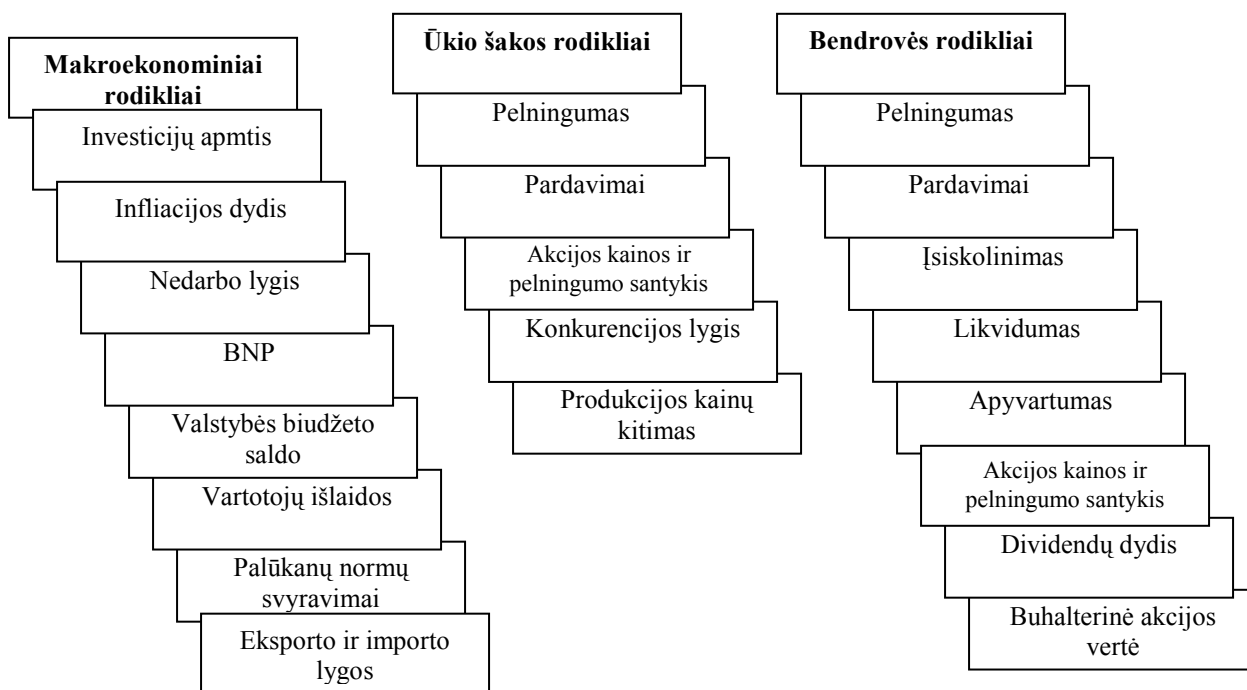 Makroekonominiai
rodikliai
Investicijų apmtis
Infliacijos dydis
Nedarbo lygis
BNP
Valstybės biudžeto
saldo
Vartotojų išlaidos
Palūkanų normų
svyravimai
Eksporto ir importo
lygos
Ūkio šakos rodikliai
Pelningumas
Pardavimai
Akcijos kainos ir
pelningumo santykis
Konkurencijos lygis
Produkcijos kainų
kitimas
Bendrovės rodikliai
Pelningumas
Pardavimai
Įsiskolinimas
Likvidumas
Apyvartumas
Akcijos kainos ir
pelningumo santykis
Dividendų dydis
Buhalterinė akcijos
vertė